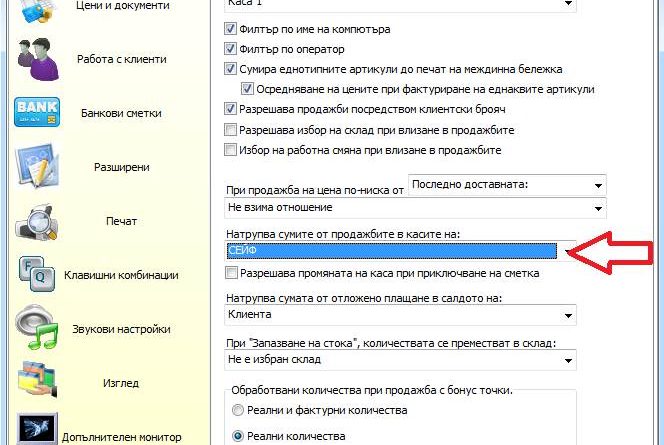 Цени и документи
Работа с клиенти
BANK
Банкови сметки
Разширени
Печат
F
Q
Клавишни комбинации
Звукови настройки
Изглед
Допълнителен монитор
Каса 1
Филтър по име на компютъра
Филтър по оператор
Сумира еднотипните артикули до печат на междинна бележка
Осредняване на цените при фактуриране на еднаквите артикули
Разрешава продажби посредством клиентски брояч
Разрешава избор на склад при влизане в продажбите
Избор на работна смяна при влизане в продажбите
При продажба на цена по-ниска от Последно доставната:
Не взима отношение
Натрупва сумите от продажбите в касите на:
СЕЙФ
Разрешава промяната на каса при приключване на сметка
Натрупва сумата от отложено плащане в салдото на:
Клиента
При "Запазване на стока", количествата се преместват в склад:
Не е избран склад
Обработвани количества при продажба с бонус точки.
Реални и фактурни количества
Реални количества